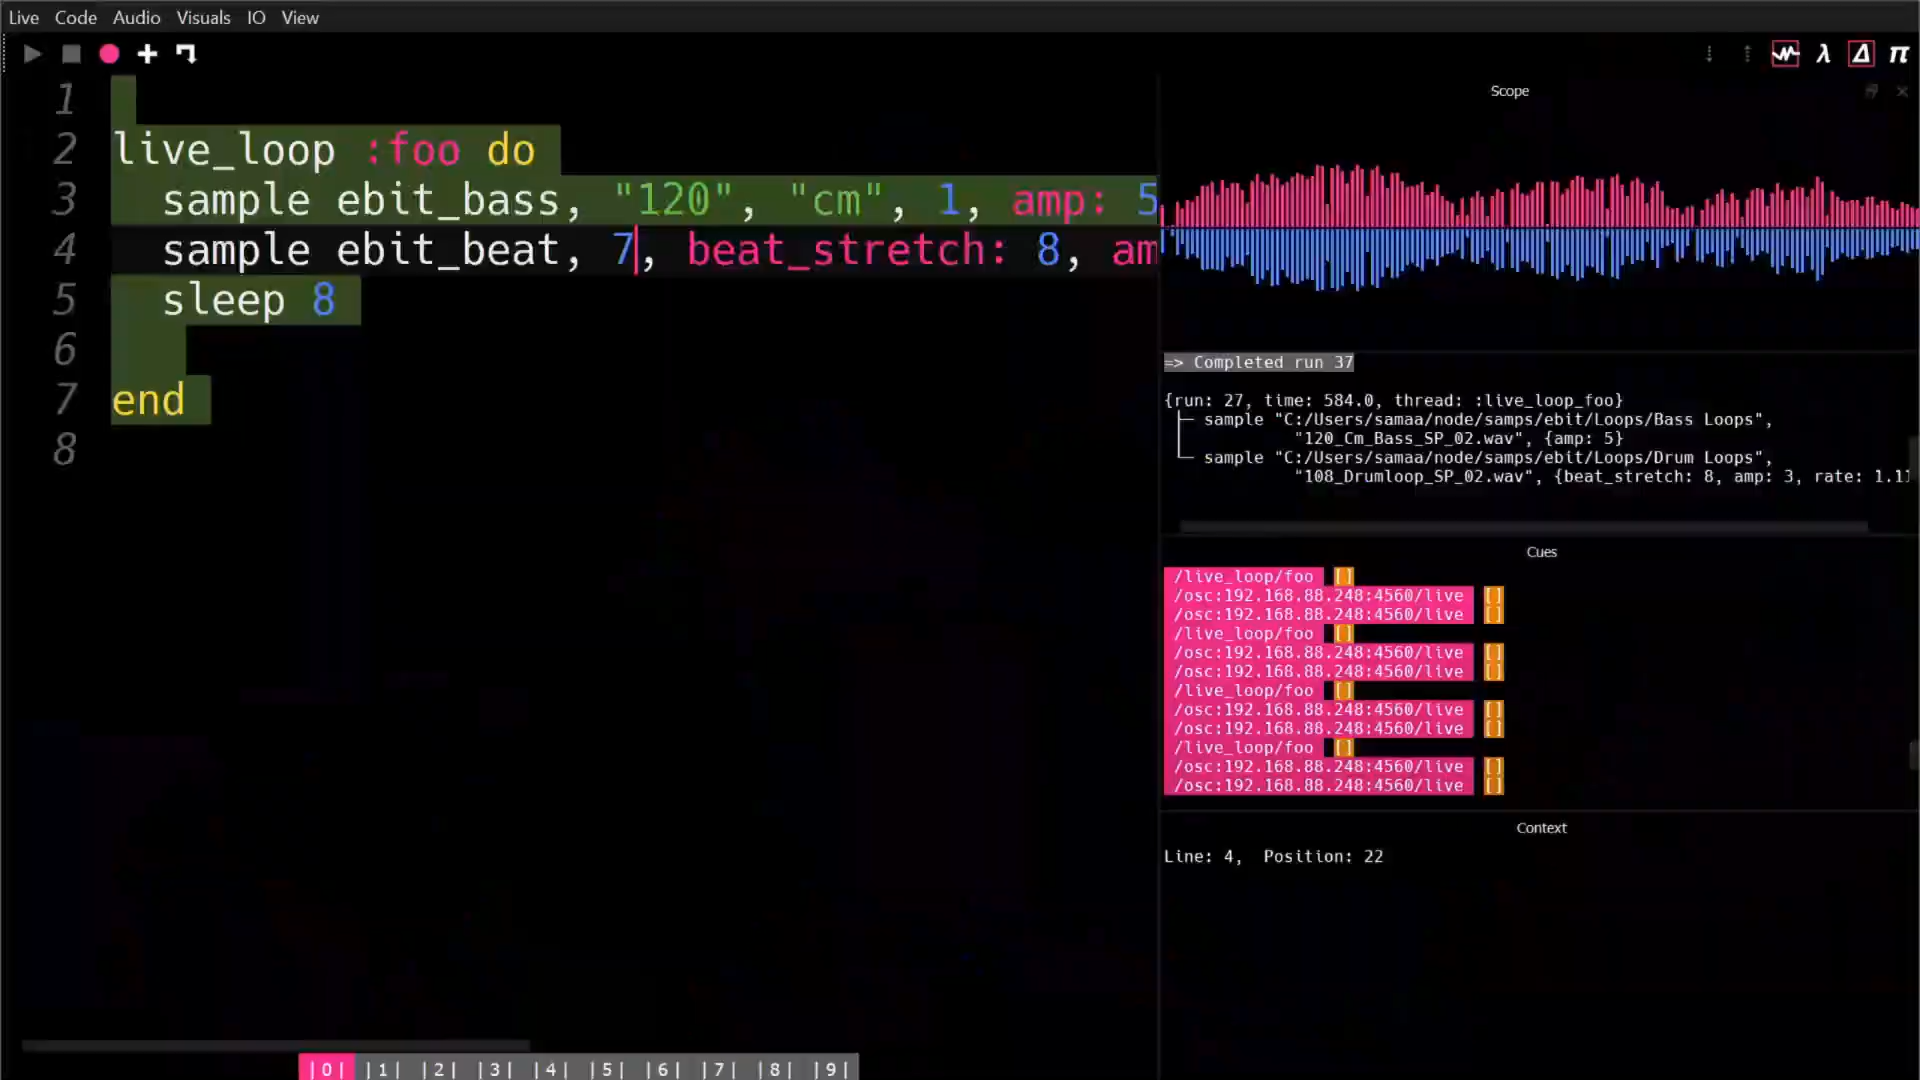 Live Code Audio Visuals IO View
λ Δ π
1
2 live_loop :foo do
3 sample ebit_bass, "120", "cm", 1, amp: 5
4 sample ebit_beat, 7, beat_stretch: 8, am
5 sleep 8
6
7 end
8
|0| |1| |2| |3| |4| |5| |6| |7| |8| |9|
Scope
=> Completed run 37
{run: 27, time: 584.0, thread: :live_loop_foo}
├─ sample "C:/Users/samaa/node/samps/ebit/Loops/Bass Loops",
"120_Cm_Bass_SP_02.wav", {amp: 5}
└─ sample "C:/Users/samaa/node/samps/ebit/Loops/Drum Loops",
"108_Drumloop_SP_02.wav", {beat_stretch: 8, amp: 3, rate: 1.11
Cues
/live_loop/foo []
/osc:192.168.88.248:4560/live []
/osc:192.168.88.248:4560/live []
/live_loop/foo []
/osc:192.168.88.248:4560/live []
/osc:192.168.88.248:4560/live []
/live_loop/foo []
/osc:192.168.88.248:4560/live []
/osc:192.168.88.248:4560/live []
/live_loop/foo []
/osc:192.168.88.248:4560/live []
/osc:192.168.88.248:4560/live []
Context
Line: 4, Position: 22